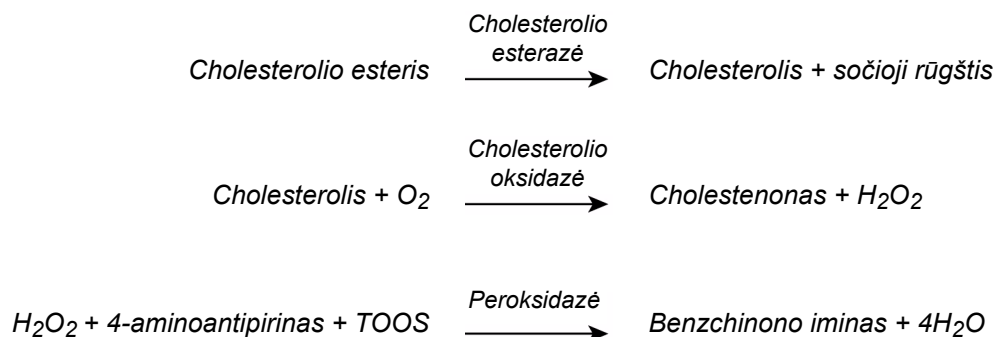 Cholesterolio
esterazė
Cholesterolio esteris
Cholesterolis + sočioji rūgštis
Cholesterolio
oksidazė
Cholesterolis + O₂
Cholestenonas + H₂O₂
Peroksidazė
H₂O₂ + 4-aminoantipirinas + TOOS
Benzchinono iminas + 4H₂O